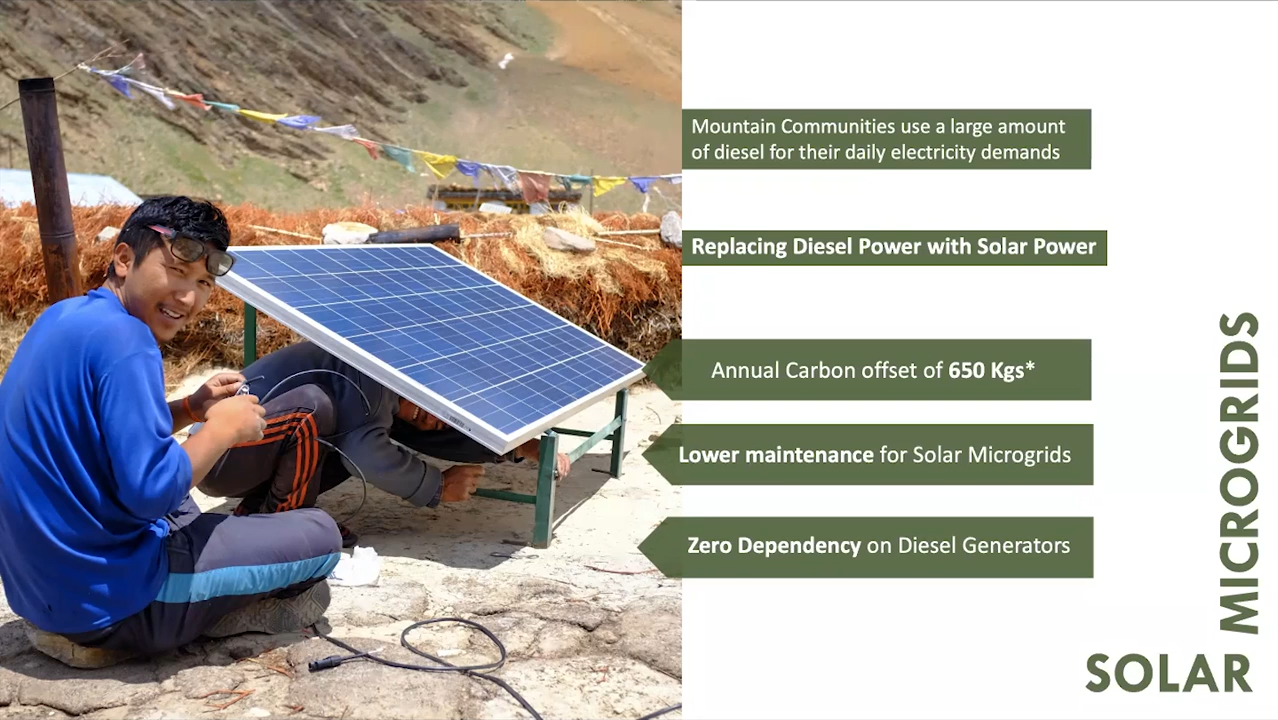 Mountain Communities use a large amount
of diesel for their daily electricity demands
Replacing Diesel Power with Solar Power
Annual Carbon offset of 650 Kgs*
Lower maintenance for Solar Microgrids
Zero Dependency on Diesel Generators
SOLAR
MICROGRIDS